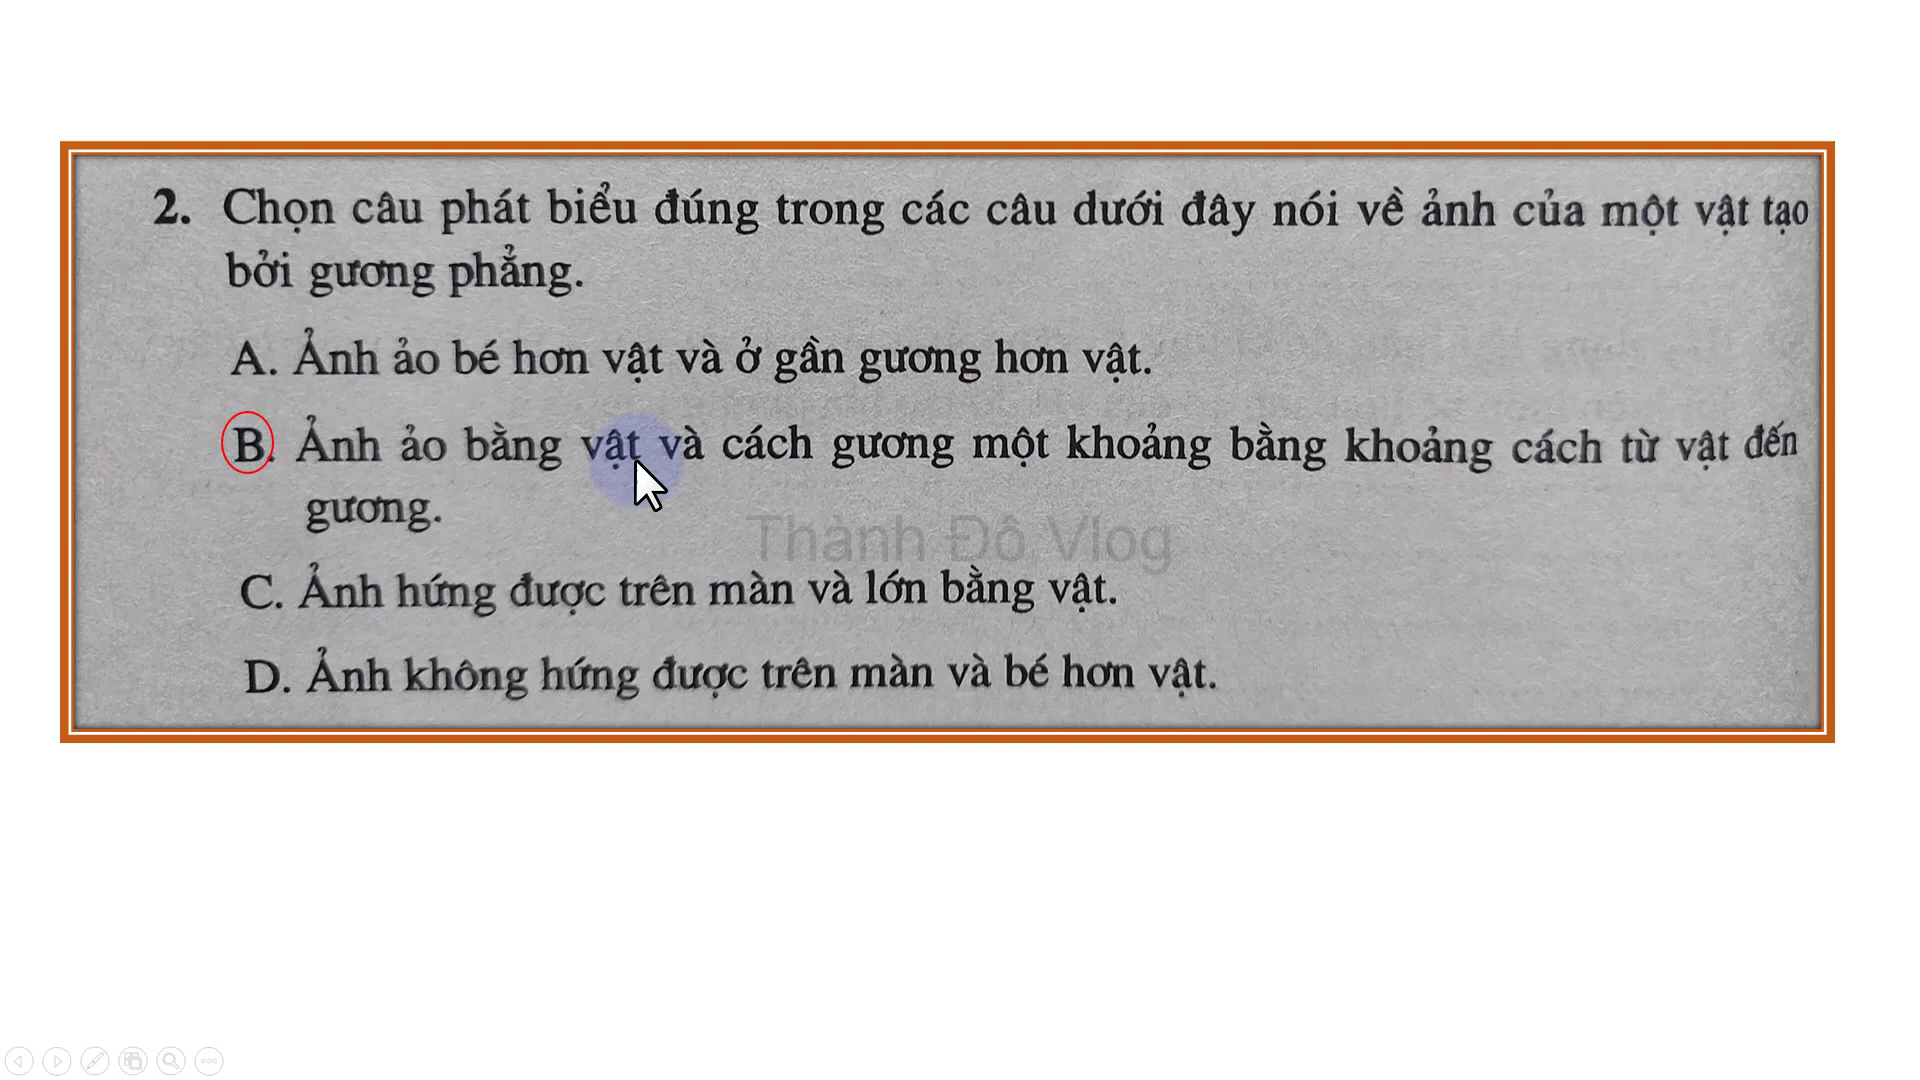 2. Chọn câu phát biểu đúng trong các câu dưới đây nói về ảnh của một vật tạo
bởi gương phẳng.
A. Ảnh ảo bé hơn vật và ở gần gương hơn vật.
B. Ảnh ảo bằng vật và cách gương một khoảng bằng khoảng cách từ vật đến
gương.
Thành Đô Vlog
C. Ảnh hứng được trên màn và lớn bằng vật.
D. Ảnh không hứng được trên màn và bé hơn vật.